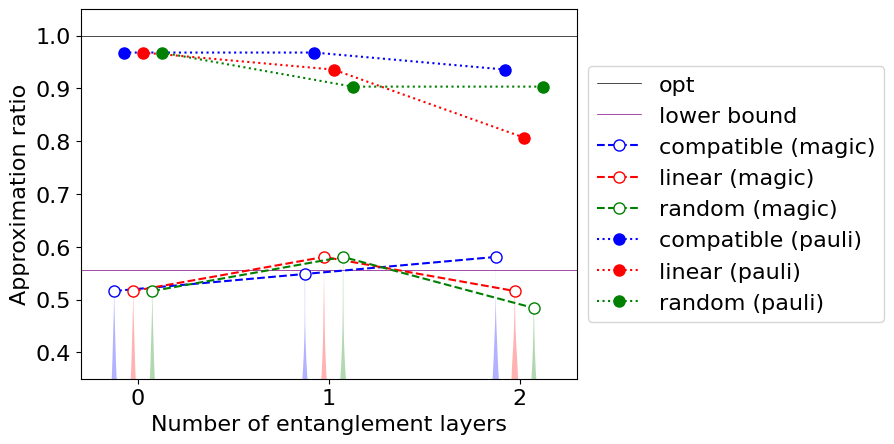 1.0
0.9
0.8
0.7
0.6
0.5
0.4
Approximation ratio
0
1
2
Number of entanglement layers
opt
lower bound
compatible (magic)
linear (magic)
random (magic)
compatible (pauli)
linear (pauli)
random (pauli)